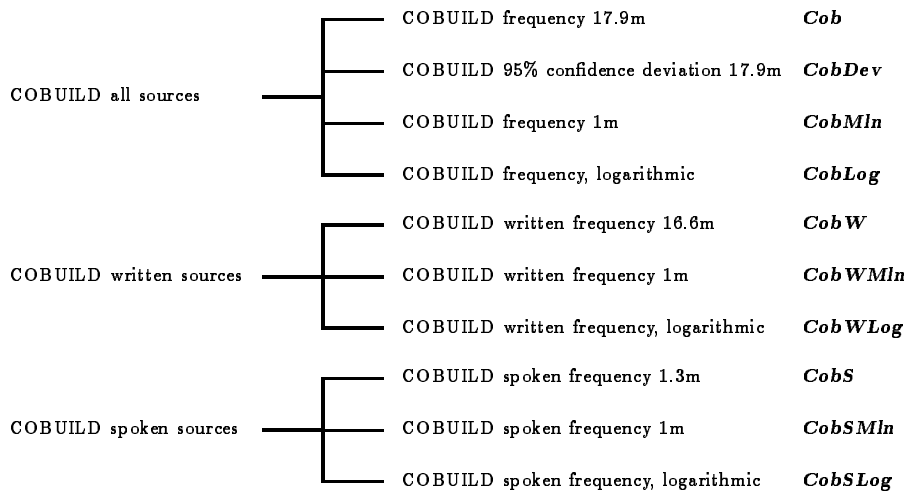 COBUILD frequency 17.9m Cob
COBUILD 95% confidence deviation 17.9m CobDev
COBUILD all sources
COBUILD frequency 1m CobMln
COBUILD frequency, logarithmic CobLog
COBUILD written frequency 16.6m CobW
COBUILD written sources COBUILD written frequency 1m CobWMln
COBUILD written frequency, logarithmic CobWLog
COBUILD spoken frequency 1.3m CobS
COBUILD spoken sources COBUILD spoken frequency 1m CobSMln
COBUILD spoken frequency, logarithmic CobSLog